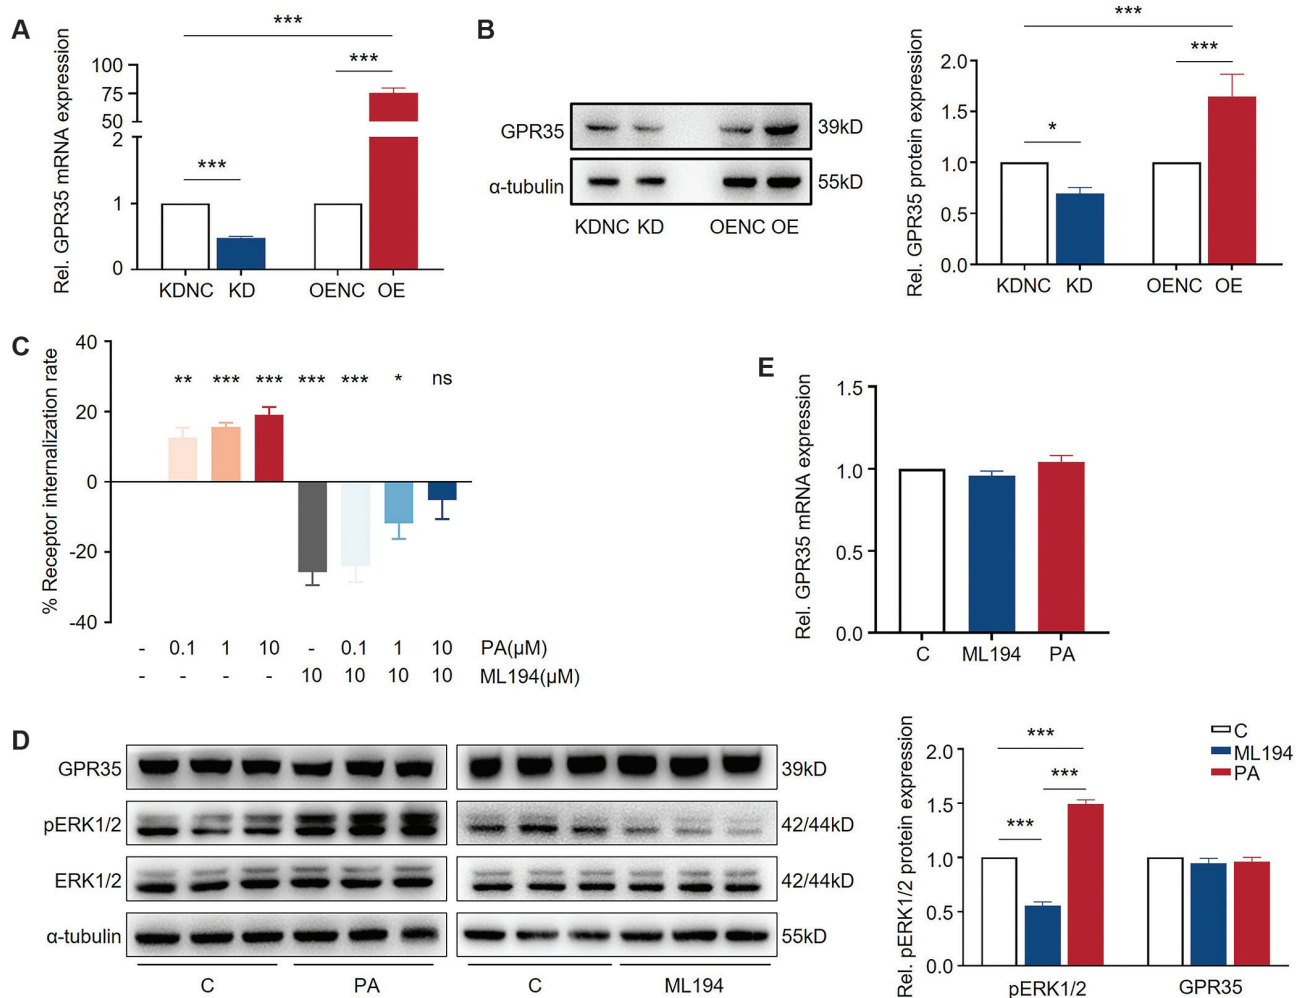 A
Rel. GPR35 mRNA expression
100
75
50
2
1
0
***
***
***
KDNC KD OENC OE
B
GPR35 39kD
α-tubulin 55kD
KDNC KD OENC OE
Rel. GPR35 protein expression
2.0
1.5
1.0
0.5
0.0
***
***
*
KDNC KD OENC OE
C
% Receptor internalization rate
40
20
0
-20
-40
** *** *** *** *** * ns
- 0.1 1 10 - 0.1 1 10 PA(μM)
- - - - 10 10 10 10 ML194(μM)
E
Rel. GPR35 mRNA expression
1.5
1.0
0.5
0.0
C ML194 PA
D
GPR35 39kD
pERK1/2 42/44kD
ERK1/2 42/44kD
α-tubulin 55kD
C PA C ML194
Rel. pERK1/2 protein expression
2.0
1.5
1.0
0.5
0.0
***
***
***
C
ML194
PA
pERK1/2 GPR35